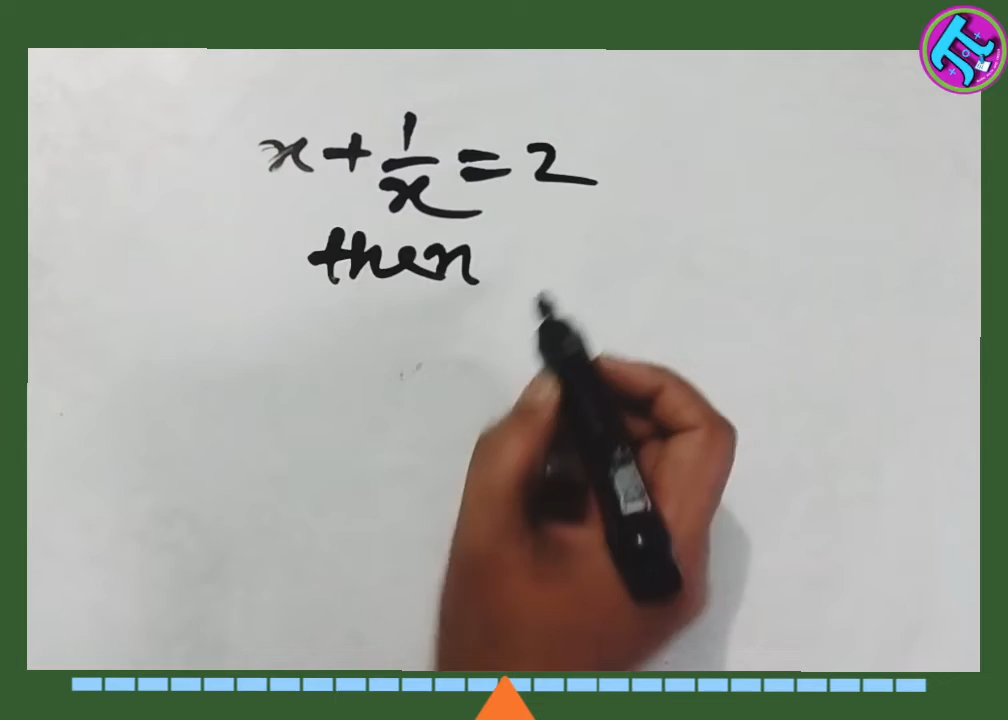 x + 1/x = 2
then